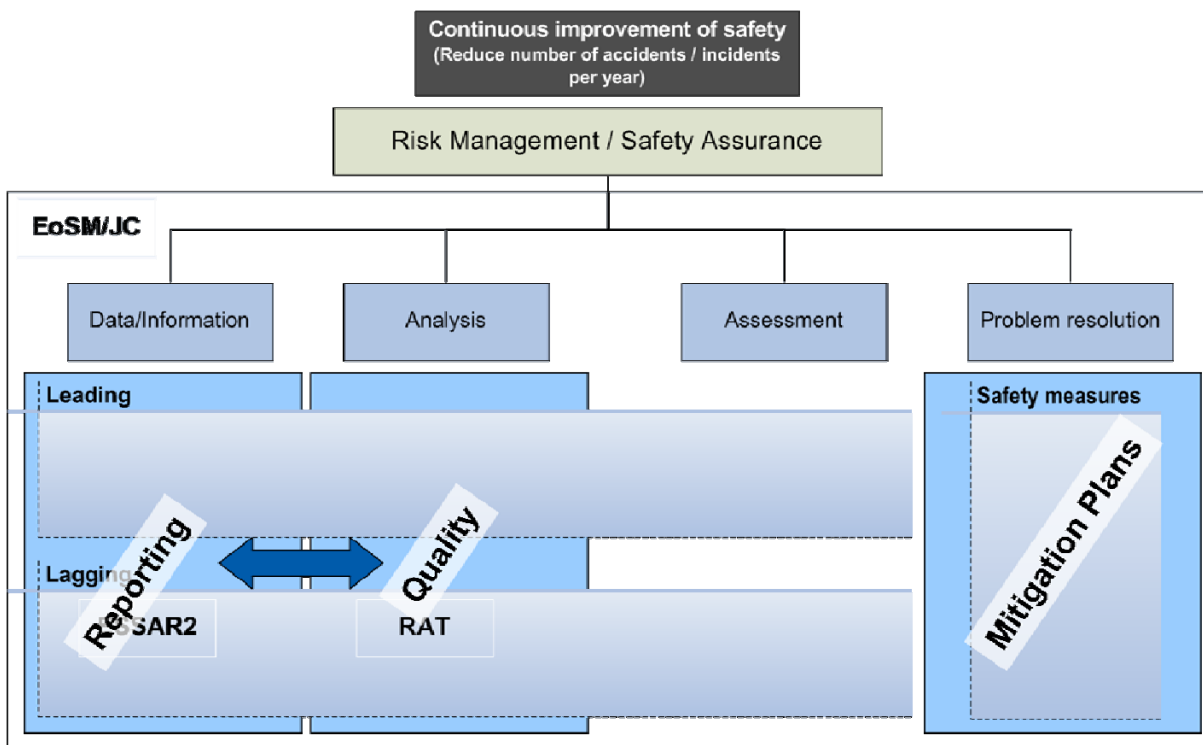 Continuous improvement of safety
(Reduce number of accidents / incidents
per year)
Risk Management / Safety Assurance
EoSM/JC
Data/Information
Analysis
Assessment
Problem resolution
Leading
Safety measures
Reporting
Quality
Mitigation Plans
Lagging
RAT